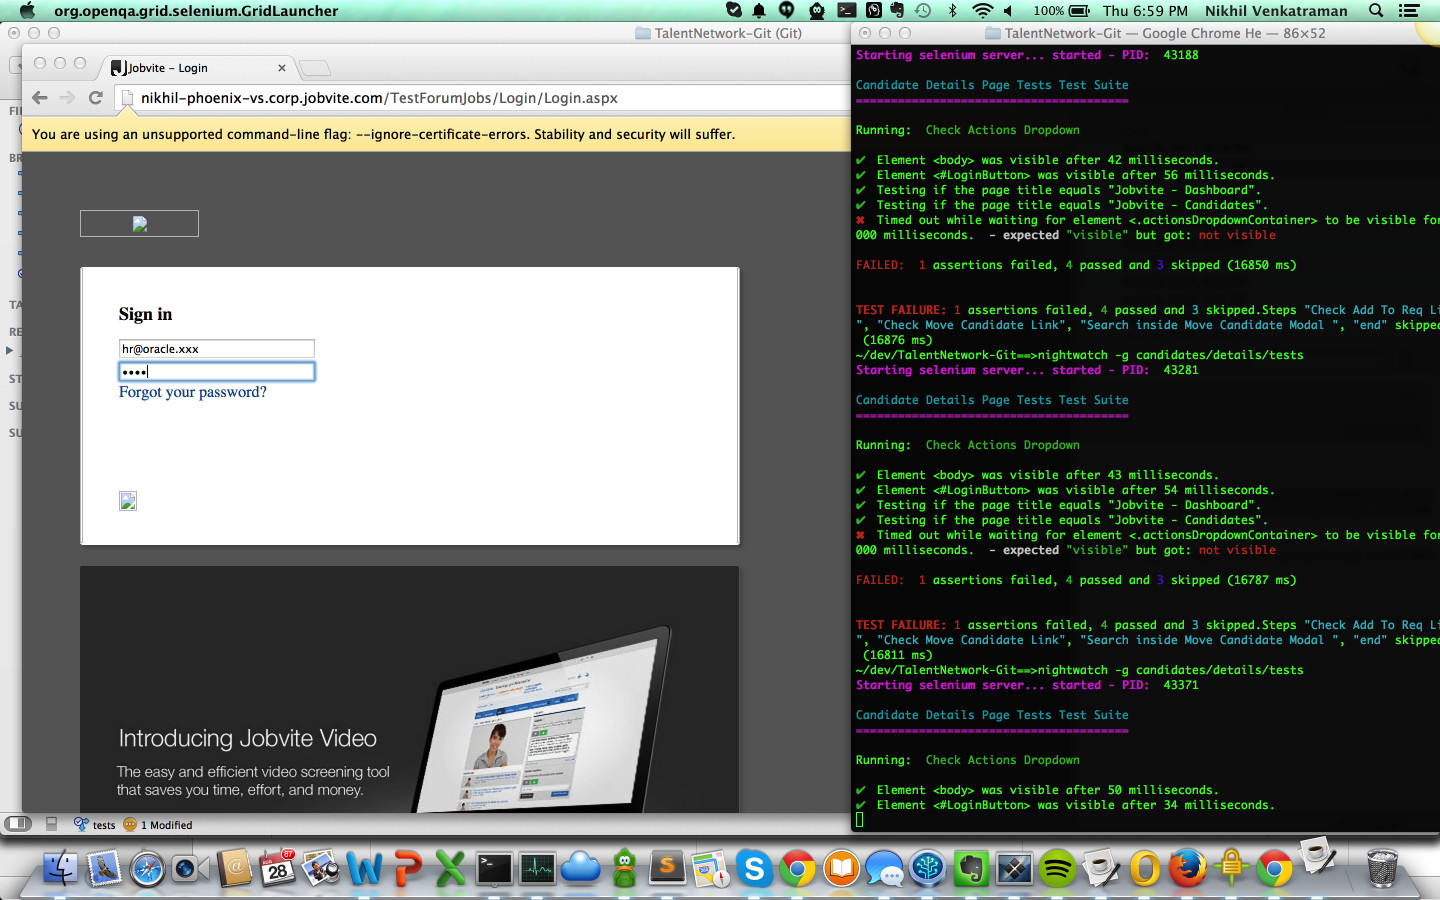 org.openqa.grid.selenium.GridLauncher
100%
Thu 6:59 PM
Nikhil Venkatraman
TalentNetwork-Git (Git)
Jobvite - Login
nikhil-phoenix-vs.corp.jobvite.com/TestForumJobs/Login/Login.aspx
You are using an unsupported command-line flag: --ignore-certificate-errors. Stability and security will suffer.
FI
BR
TA
RE
ST
SU
SU
Sign in
hr@oracle.xxx
••••
Forgot your password?
Introducing Jobvite Video
The easy and efficient video screening tool
that saves you time, effort, and money.
tests
1 Modified
TalentNetwork-Git — Google Chrome He — 86×52
Starting selenium server... started - PID: 43188
Candidate Details Page Tests Test Suite
=======================================
Running: Check Actions Dropdown
✔ Element <body> was visible after 42 milliseconds.
✔ Element <#LoginButton> was visible after 56 milliseconds.
✔ Testing if the page title equals "Jobvite - Dashboard".
✔ Testing if the page title equals "Jobvite - Candidates".
✖ Timed out while waiting for element <.actionsDropdownContainer> to be visible for
000 milliseconds. - expected "visible" but got: not visible
FAILED: 1 assertions failed, 4 passed and 3 skipped (16850 ms)
TEST FAILURE: 1 assertions failed, 4 passed and 3 skipped.Steps "Check Add To Req Li
", "Check Move Candidate Link", "Search inside Move Candidate Modal ", "end" skipped
(16876 ms)
~/dev/TalentNetwork-Git==>nightwatch -g candidates/details/tests
Starting selenium server... started - PID: 43281
Candidate Details Page Tests Test Suite
=======================================
Running: Check Actions Dropdown
✔ Element <body> was visible after 43 milliseconds.
✔ Element <#LoginButton> was visible after 54 milliseconds.
✔ Testing if the page title equals "Jobvite - Dashboard".
✔ Testing if the page title equals "Jobvite - Candidates".
✖ Timed out while waiting for element <.actionsDropdownContainer> to be visible for
000 milliseconds. - expected "visible" but got: not visible
FAILED: 1 assertions failed, 4 passed and 3 skipped (16787 ms)
TEST FAILURE: 1 assertions failed, 4 passed and 3 skipped.Steps "Check Add To Req Li
", "Check Move Candidate Link", "Search inside Move Candidate Modal ", "end" skipped
(16811 ms)
~/dev/TalentNetwork-Git==>nightwatch -g candidates/details/tests
Starting selenium server... started - PID: 43371
Candidate Details Page Tests Test Suite
=======================================
Running: Check Actions Dropdown
✔ Element <body> was visible after 50 milliseconds.
✔ Element <#LoginButton> was visible after 34 milliseconds.
28
87